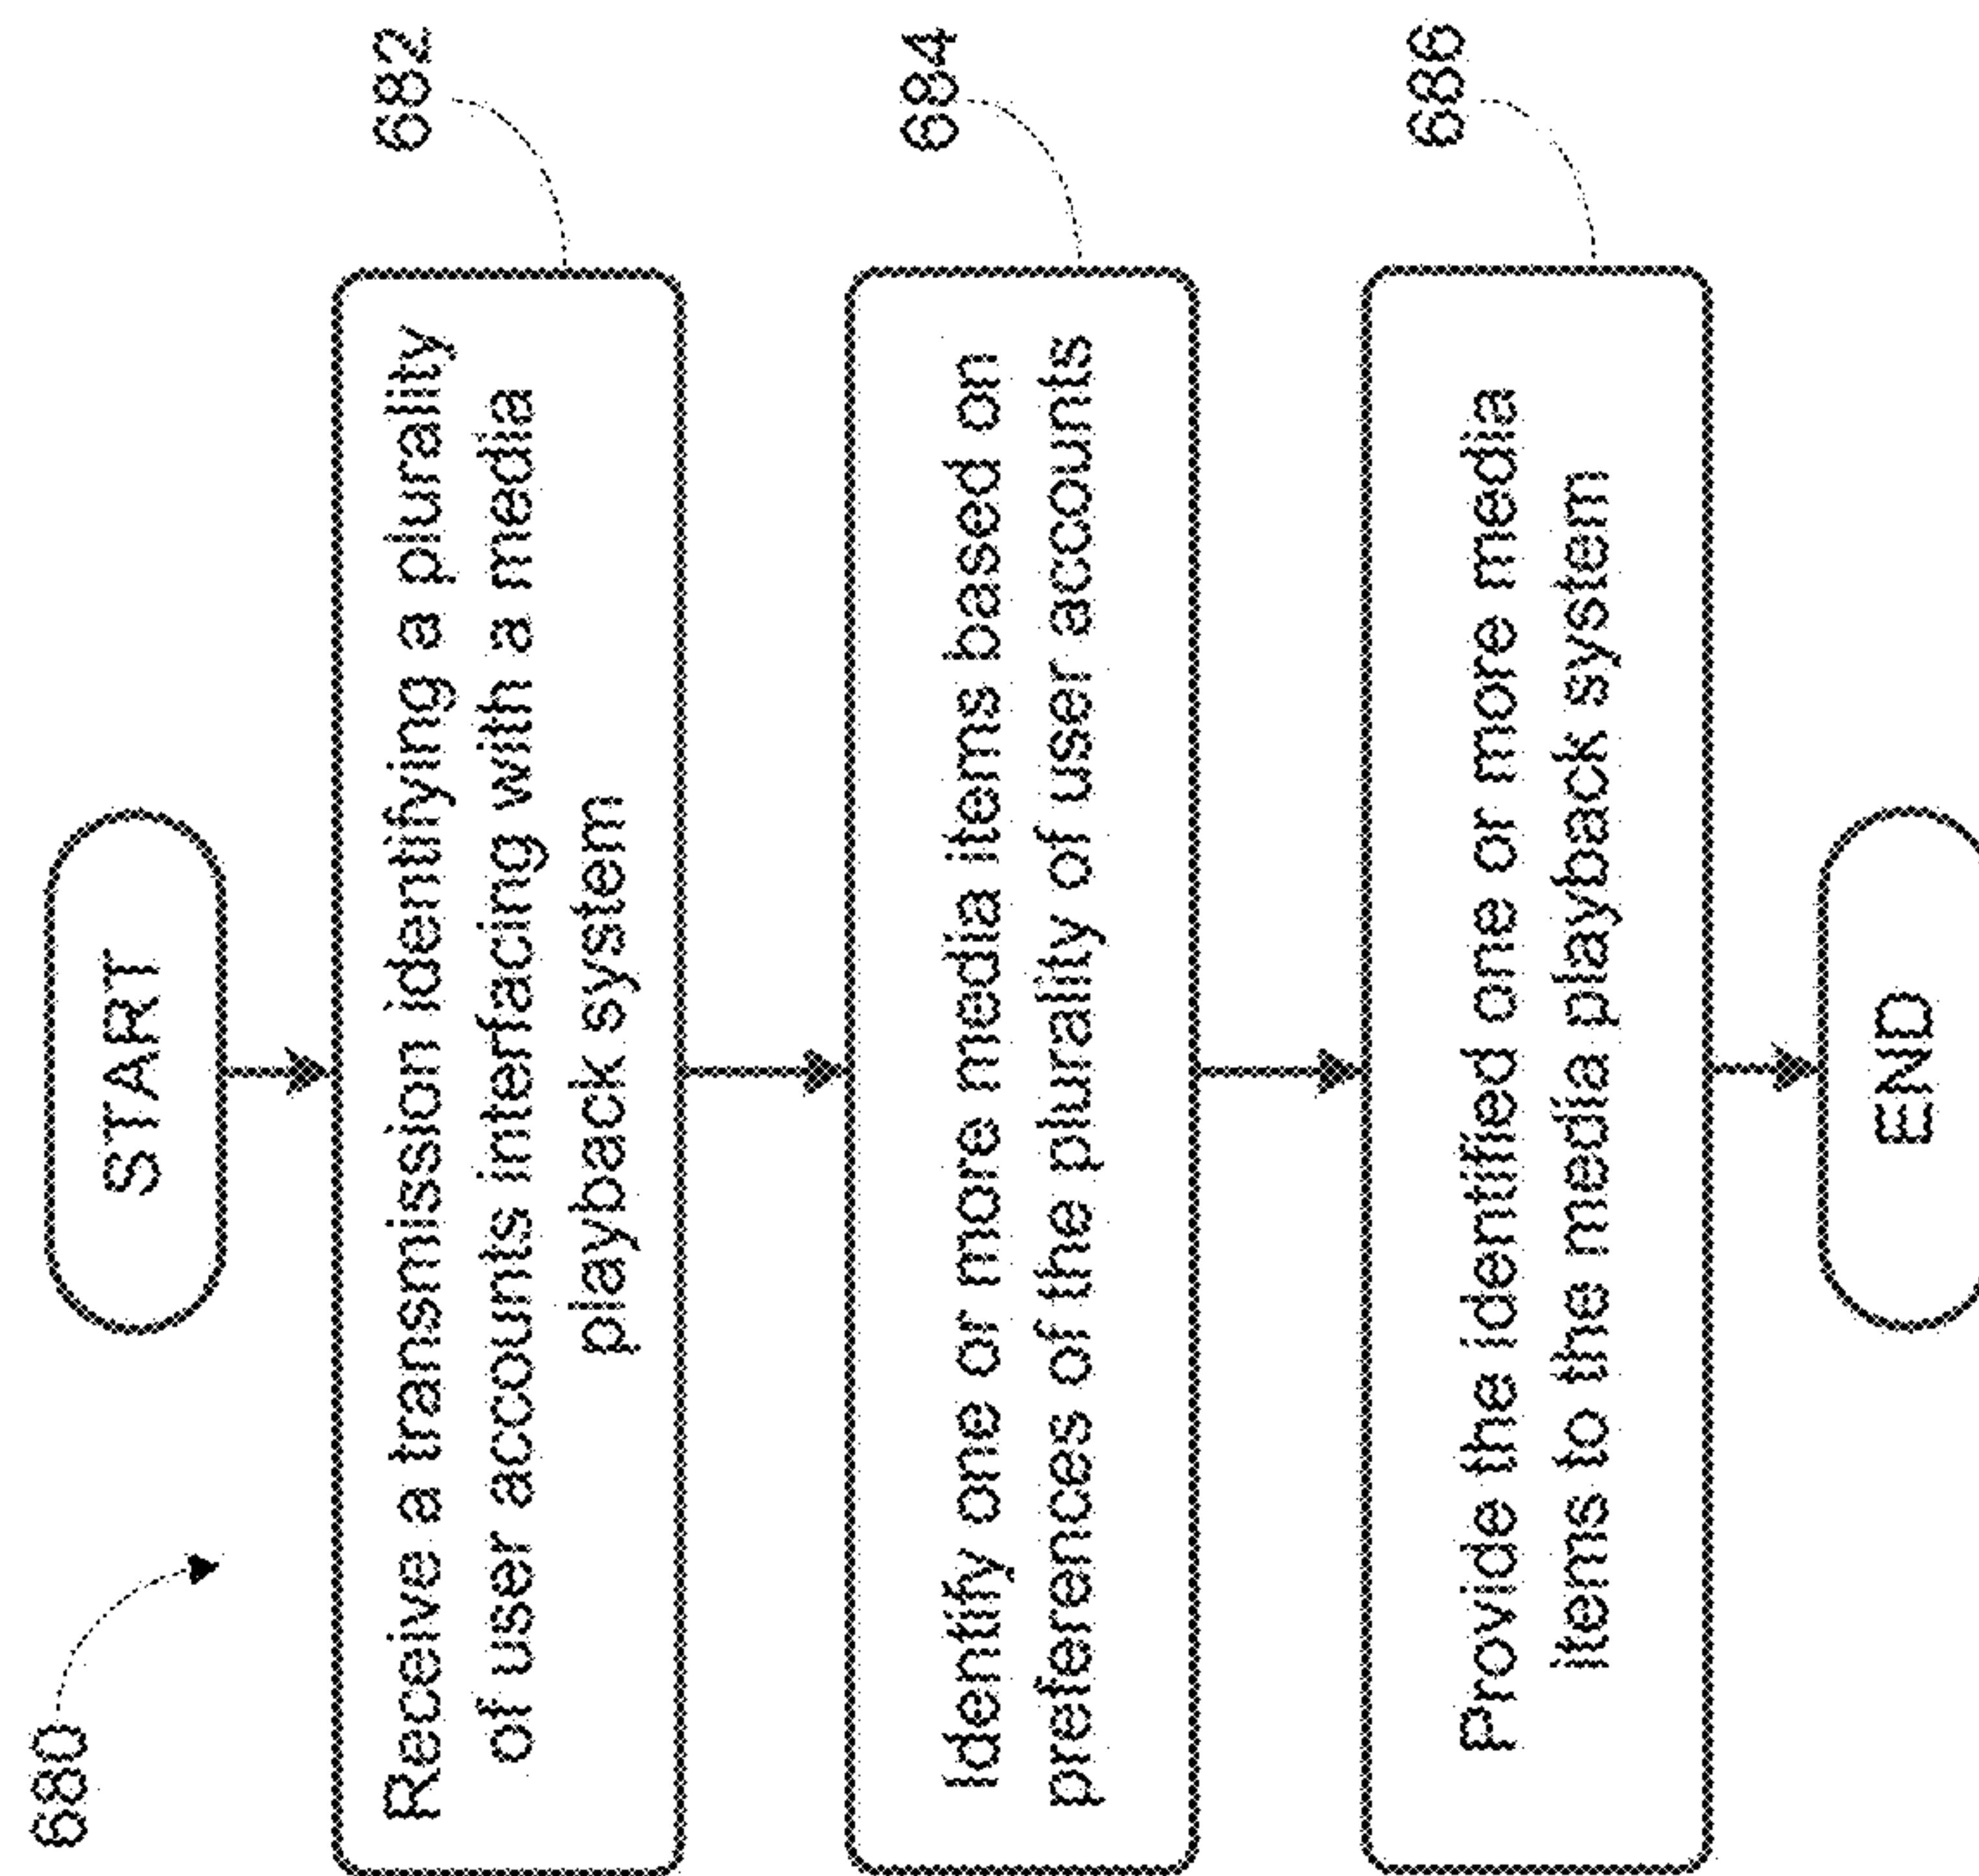 680
START
Receive a transmission identifying a plurality
of user accounts interfacing with a media
playback system
682
Identify one or more media items based on
preferences of the plurality of user accounts
684
Provide the identified one or more media
items to the media playback system
686
END